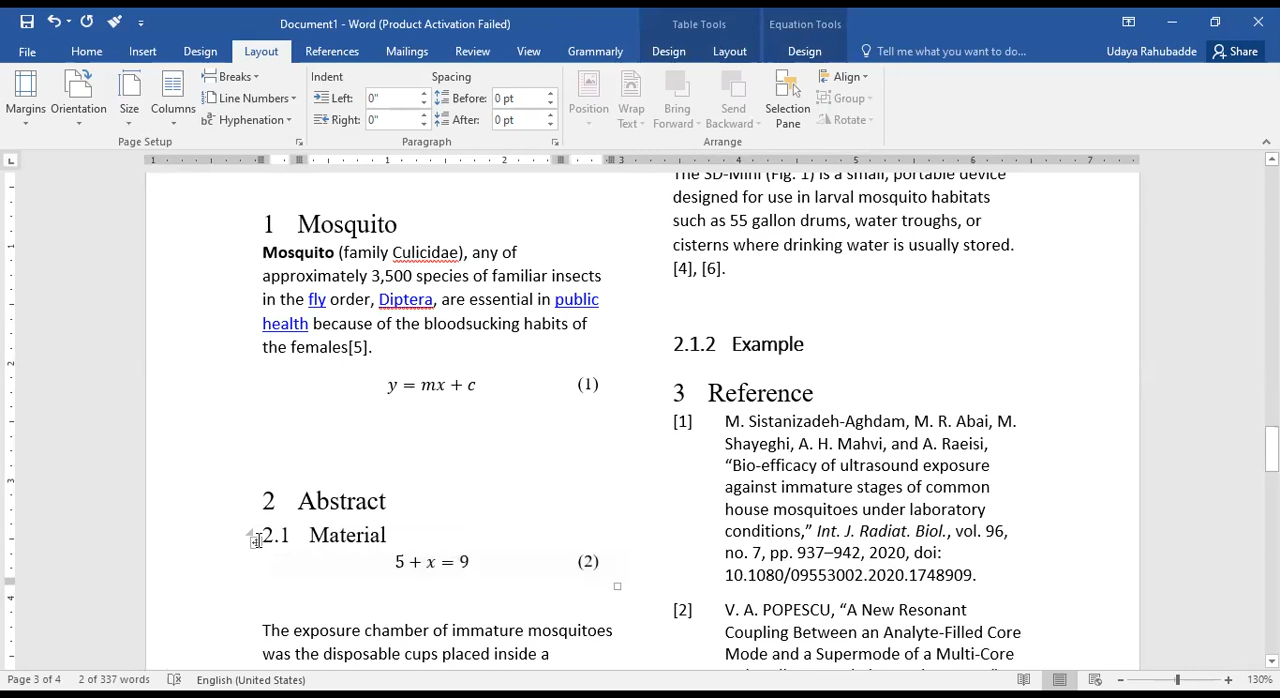 Document1 - Word (Product Activation Failed)
Table Tools
Equation Tools
File
Home
Insert
Design
Layout
References
Mailings
Review
View
Grammarly
Design
Layout
Design
Tell me what you want to do...
Udaya Rahubadde
Share
Margins
Orientation
Size
Columns
Breaks
Line Numbers
Hyphenation
Page Setup
Indent
Left:
0"
Right:
0"
Spacing
Before:
0 pt
After:
0 pt
Paragraph
Position
Wrap
Text
Bring
Forward
Send
Backward
Selection
Pane
Align
Group
Rotate
Arrange
1 1 2 3 4 5 6 7
1
2
3
4
1 Mosquito
Mosquito (family Culicidae), any of
approximately 3,500 species of familiar insects
in the fly order, Diptera, are essential in public
health because of the bloodsucking habits of
the females[5].
y = mx + c (1)
2 Abstract
2.1 Material
5 + x = 9 (2)
The exposure chamber of immature mosquitoes
was the disposable cups placed inside a
The SD-Mini (Fig. 1) is a small, portable device
designed for use in larval mosquito habitats
such as 55 gallon drums, water troughs, or
cisterns where drinking water is usually stored.
[4], [6].
2.1.2 Example
3 Reference
[1] M. Sistanizadeh-Aghdam, M. R. Abai, M.
Shayeghi, A. H. Mahvi, and A. Raeisi,
“Bio-efficacy of ultrasound exposure
against immature stages of common
house mosquitoes under laboratory
conditions,” Int. J. Radiat. Biol., vol. 96,
no. 7, pp. 937–942, 2020, doi:
10.1080/09553002.2020.1748909.
[2] V. A. POPESCU, “A New Resonant
Coupling Between an Analyte-Filled Core
Mode and a Supermode of a Multi-Core
Page 3 of 4
2 of 337 words
English (United States)
130%